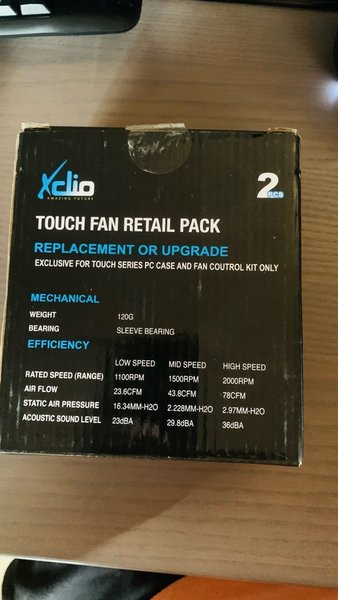 Xclio
AMAZING FUTURE
2 PCS
TOUCH FAN RETAIL PACK
REPLACEMENT OR UPGRADE
EXCLUSIVE FOR TOUCH SERIES PC CASE AND FAN COUTROL KIT ONLY
MECHANICAL
WEIGHT 120G
BEARING SLEEVE BEARING
EFFICIENCY
LOW SPEED MID SPEED HIGH SPEED
RATED SPEED (RANGE) 1100RPM 1500RPM 2000RPM
AIR FLOW 23.6CFM 43.8CFM 78CFM
STATIC AIR PRESSURE 16.34MM-H2O 2.228MM-H2O 2.97MM-H2O
ACOUSTIC SOUND LEVEL 23dBA 29.8dBA 36dBA